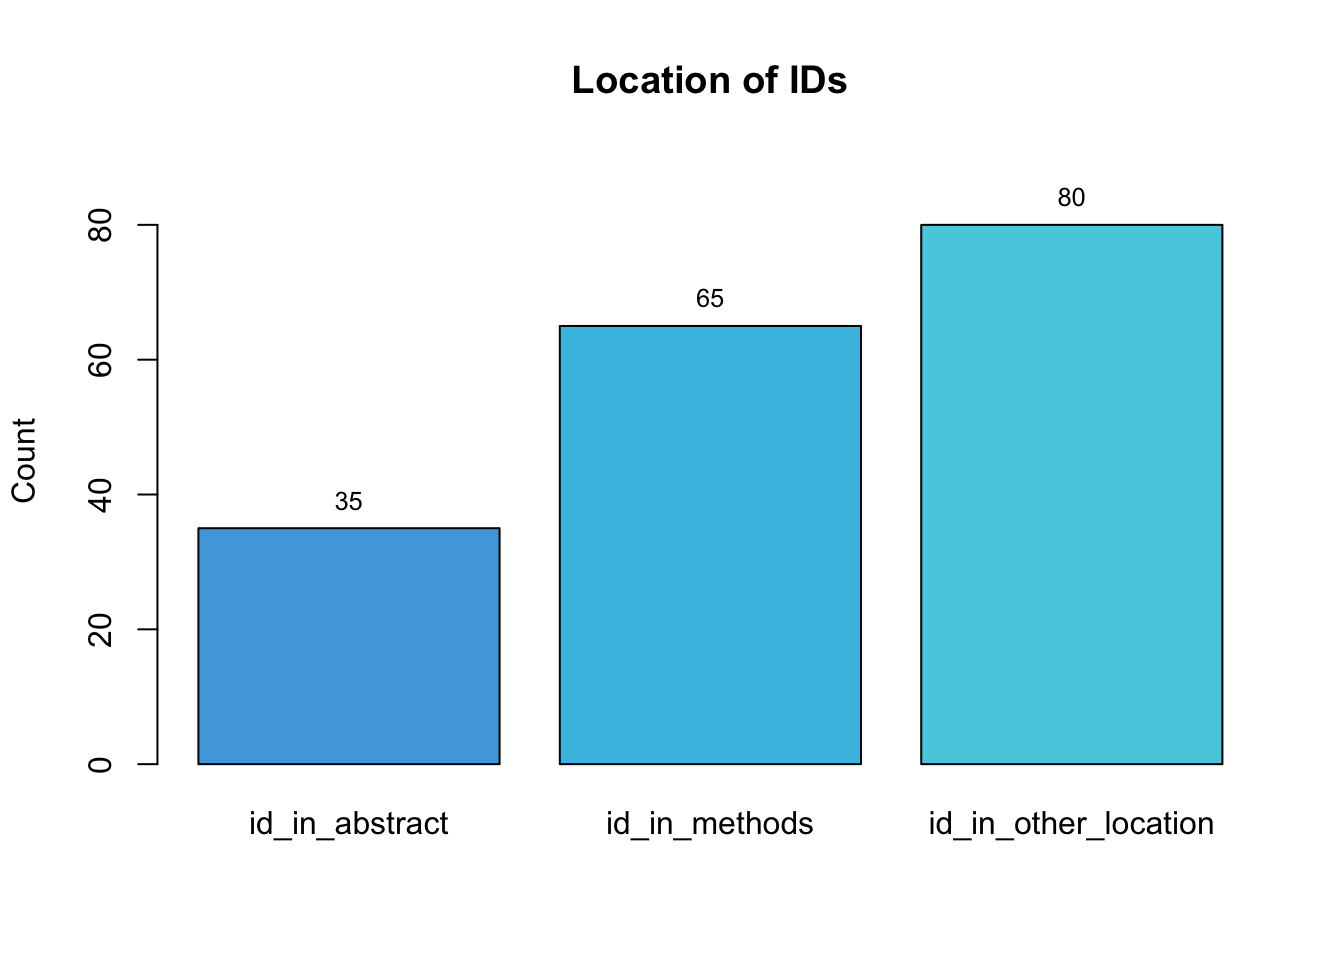 Location of IDs
Count
0
20
40
60
80
35
65
80
id_in_abstract
id_in_methods
id_in_other_location